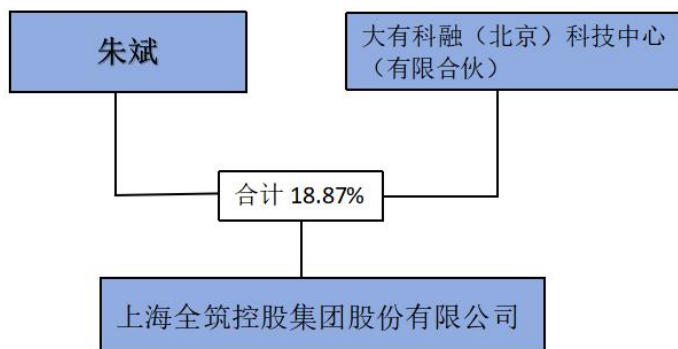 朱斌
大有科融（北京）科技中心
（有限合伙）
合计 18.87%
上海全筑控股集团股份有限公司